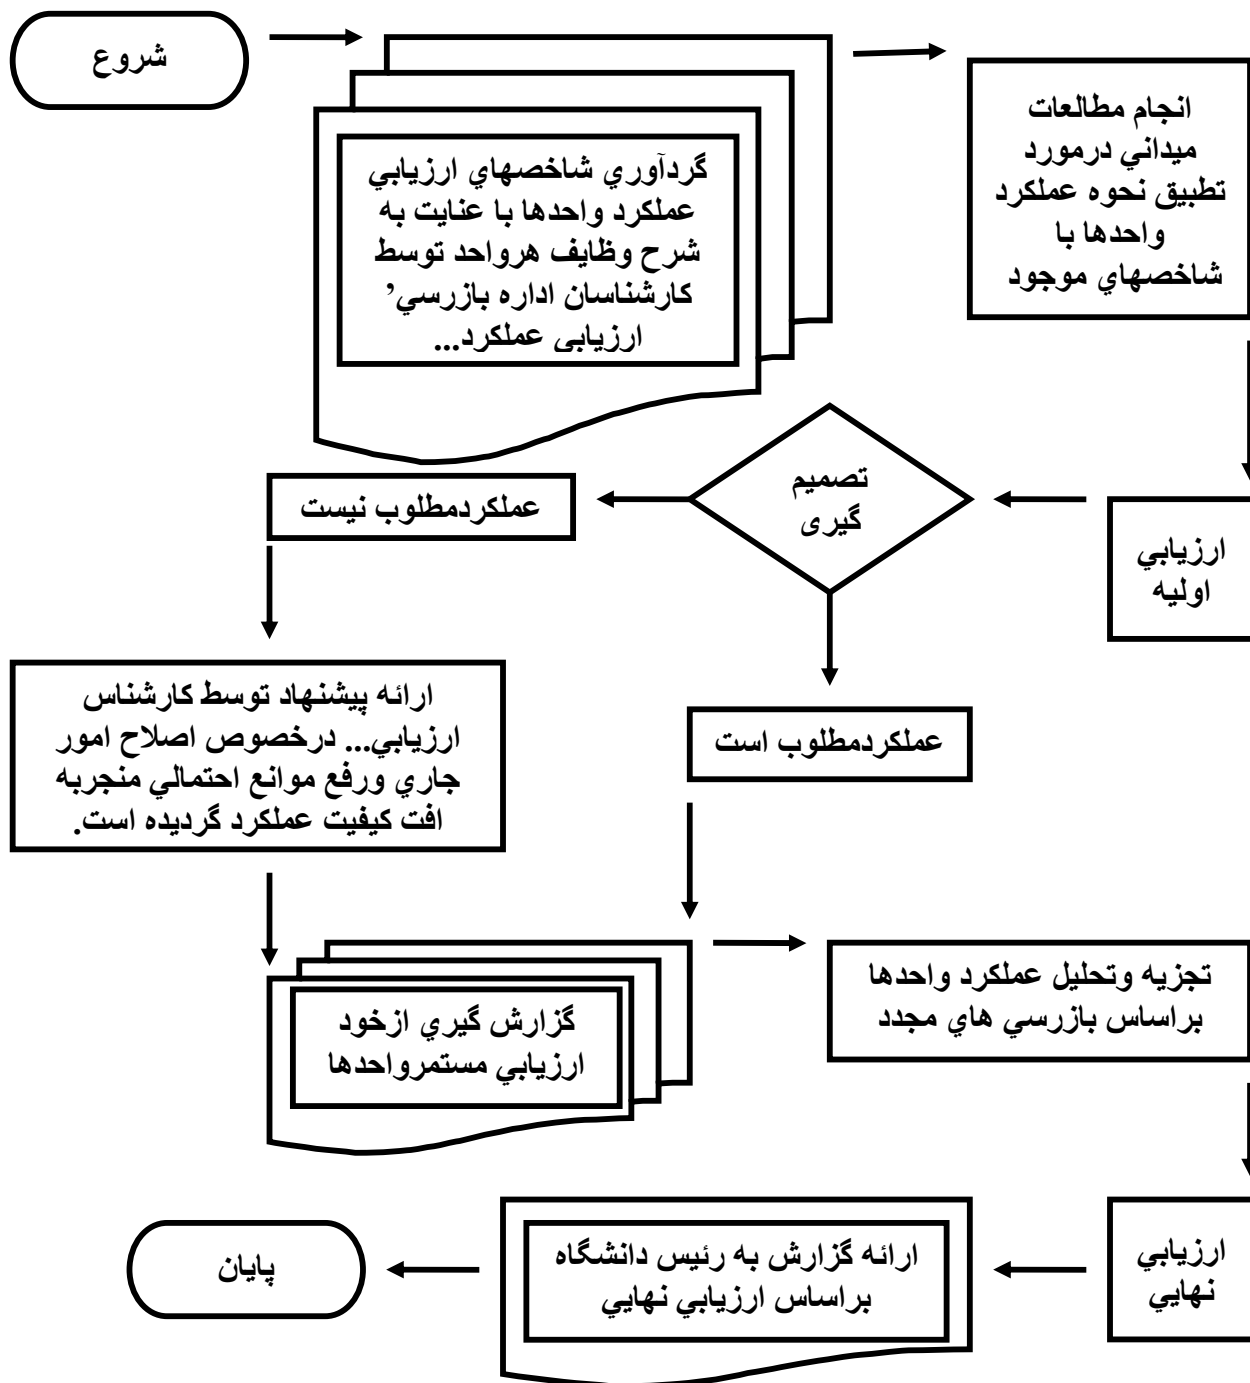 شروع
گردآوري شاخصهاي ارزيابي
عملكرد واحدها با عنايت به
شرح وظايف هرواحد توسط
كارشناسان اداره بازرسي’
ارزيابي عملكرد...
انجام مطالعات
ميداني درمورد
تطبيق نحوه عملكرد
واحدها با
شاخصهاي موجود
ارزيابي
اوليه
تصميم
گيری
عملكردمطلوب نيست
عملكردمطلوب است
ارائه پيشنهاد توسط كارشناس
ارزيابي... درخصوص اصلاح امور
جاري ورفع موانع احتمالي منجربه
افت كيفيت عملكرد گرديده است.
گزارش گيري ازخود
ارزيابي مستمرواحدها
تجزيه وتحليل عملكرد واحدها
براساس بازرسي هاي مجدد
ارزيابي
نهايي
ارائه گزارش به رئيس دانشگاه
براساس ارزيابي نهايي
پايان